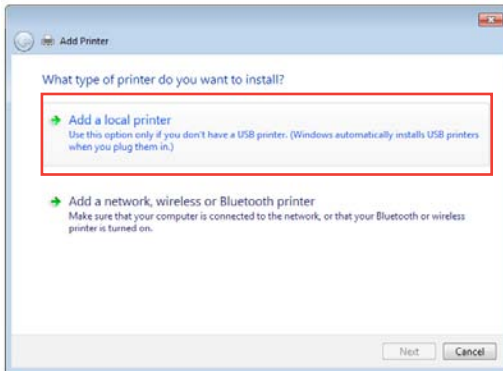 Add Printer
What type of printer do you want to install?
Add a local printer
Use this option only if you don't have a USB printer. (Windows automatically installs USB printers
when you plug them in.)
Add a network, wireless or Bluetooth printer
Make sure that your computer is connected to the network, or that your Bluetooth or wireless
printer is turned on.
Next Cancel